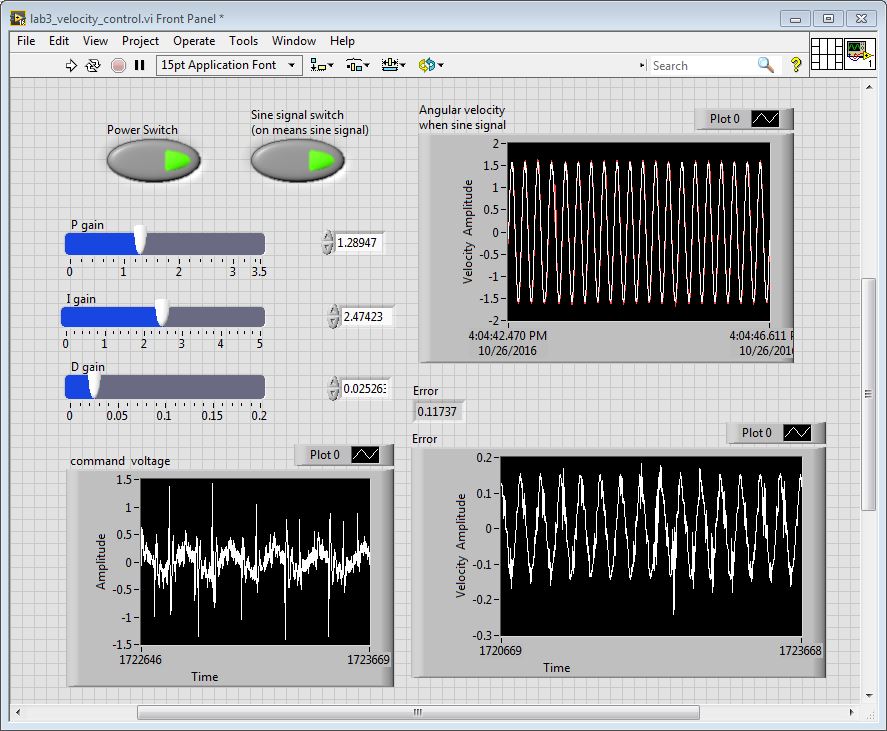 lab3_velocity_control.vi Front Panel *
File Edit View Project Operate Tools Window Help
15pt Application Font
Search
?
1
Power Switch
Sine signal switch
(on means sine signal)
P gain
0 1 2 3 3.5
1.28947
I gain
0 1 2 3 4 5
2.47423
D gain
0 0.05 0.1 0.15 0.2
0.02526
Angular velocity
when sine signal
Plot 0
Velocity Amplitude
2
1.5
1
0.5
0
-0.5
-1
-1.5
-2
4:04:42.470 PM
10/26/2016
4:04:46.611
10/26/201
Error
0.11737
command voltage
Plot 0
Amplitude
1.5
1
0.5
0
-0.5
-1
-1.5
1722646
1723669
Time
Error
Plot 0
Velocity Amplitude
0.2
0.1
0
-0.1
-0.2
-0.3
1720669
1723668
Time